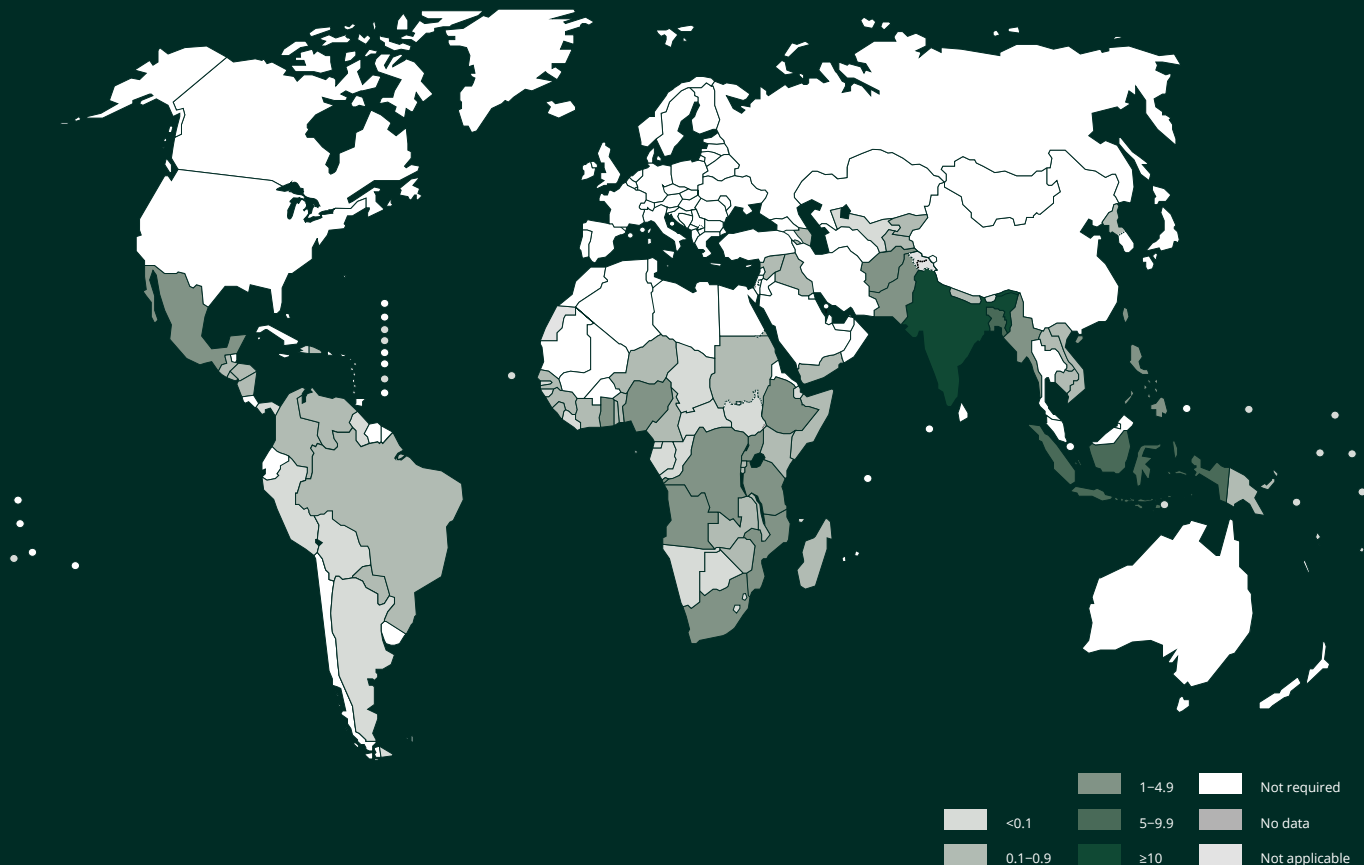 1–4.9 Not required
<0.1 5–9.9 No data
0.1–0.9 ≥10 Not applicable